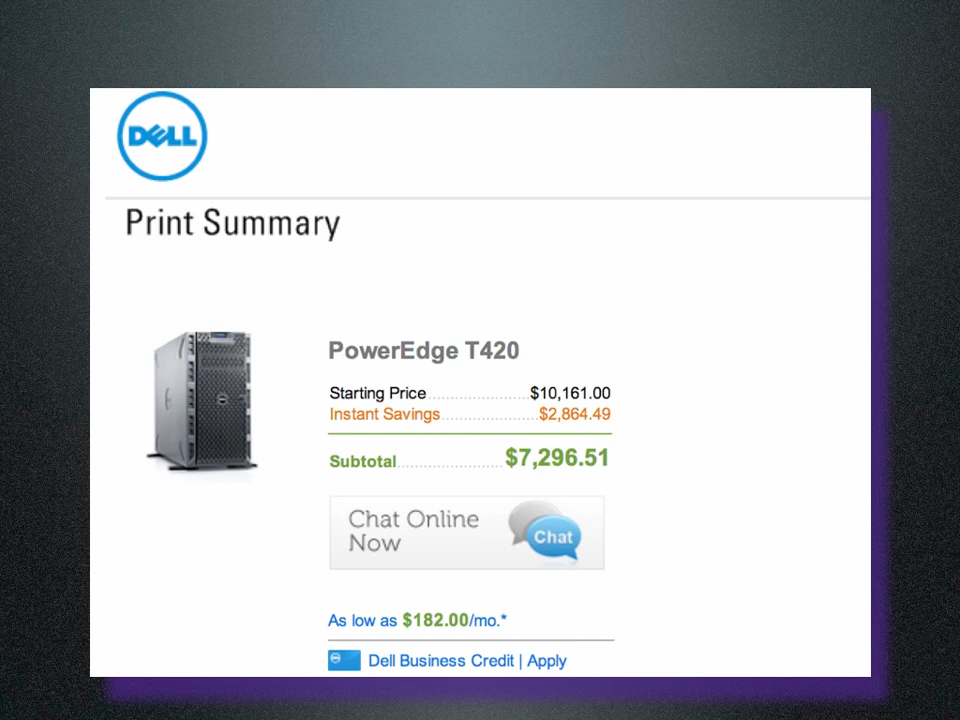 DELL
Print Summary
PowerEdge T420
Starting Price......................$10,161.00
Instant Savings......................$2,864.49
Subtotal......................$7,296.51
Chat Online
Now
Chat
As low as $182.00/mo.*
Dell Business Credit | Apply